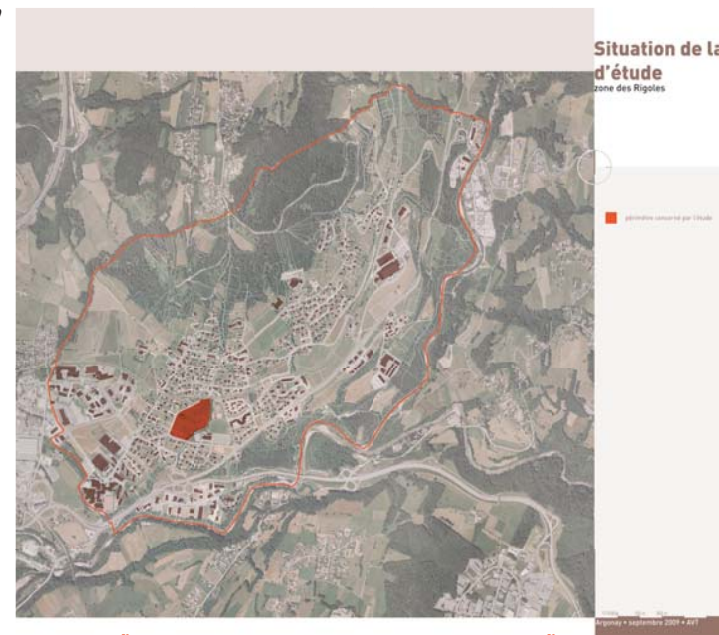 Situation de la
d'étude
zone des Rigoles
périmètre concerné par l'étude
Argonay • septembre 2009 • AVT